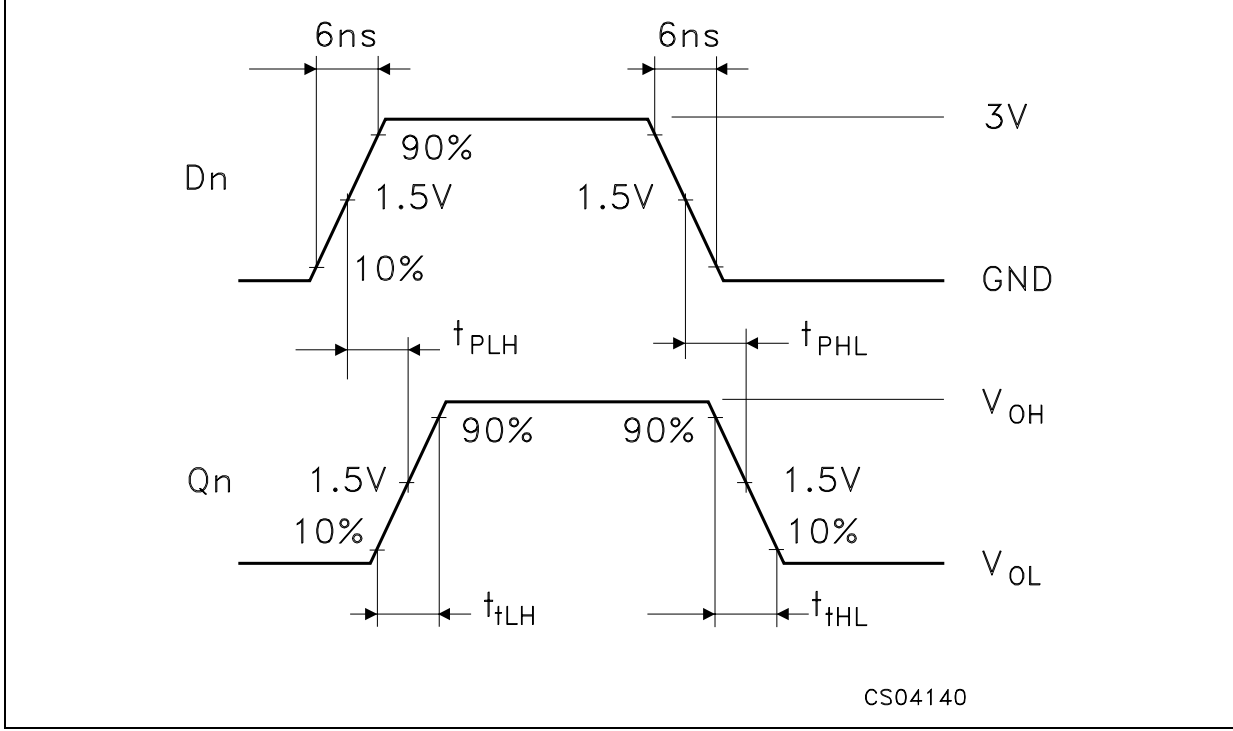 6ns 6ns
3V
90%
Dn
1.5V 1.5V
10%
GND
tPLH tPHL
VOH
90% 90%
Qn 1.5V 1.5V
10% 10%
VOL
ttLH ttHL
CS04140